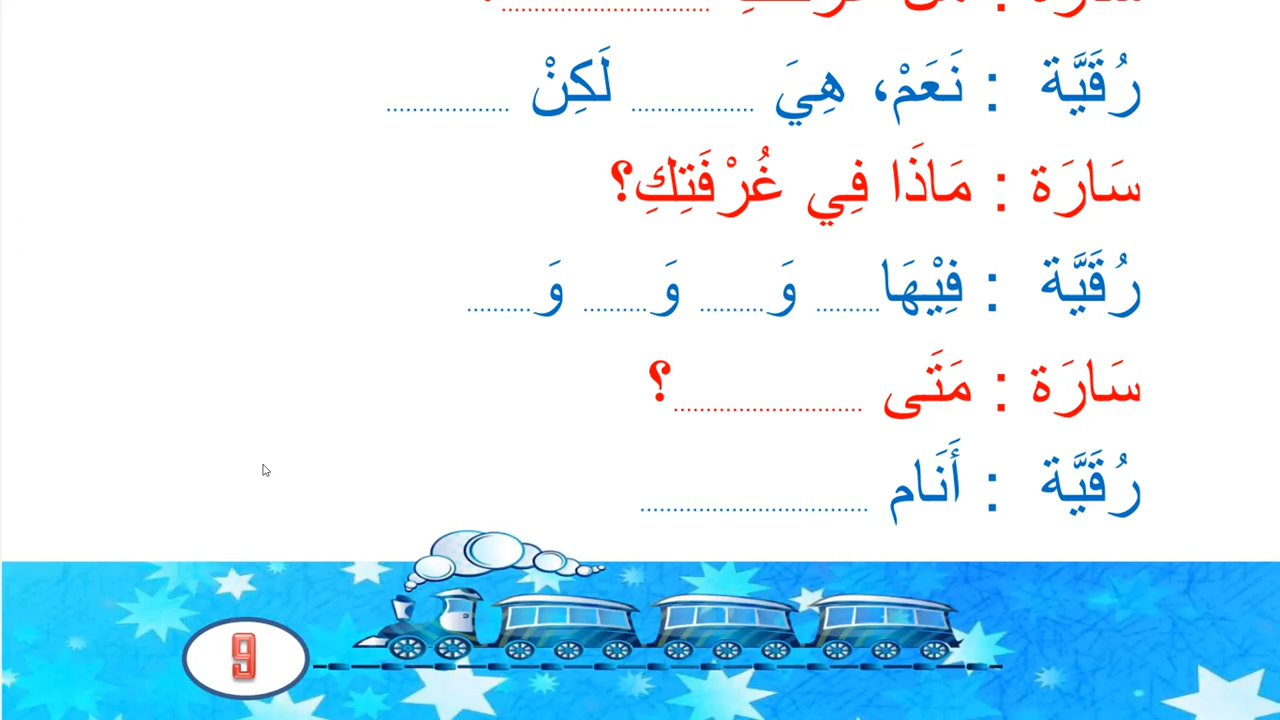 رُقَيَّة : نَعَمْ، هِيَ .................. لَكِنْ ..................
سَارَة : مَاذَا فِي غُرْفَتِكِ؟
رُقَيَّة : فِيْهَا.......... وَ.......... وَ.......... وَ..........
سَارَة : مَتَى ............................؟
رُقَيَّة : أَنَام ..................................
9